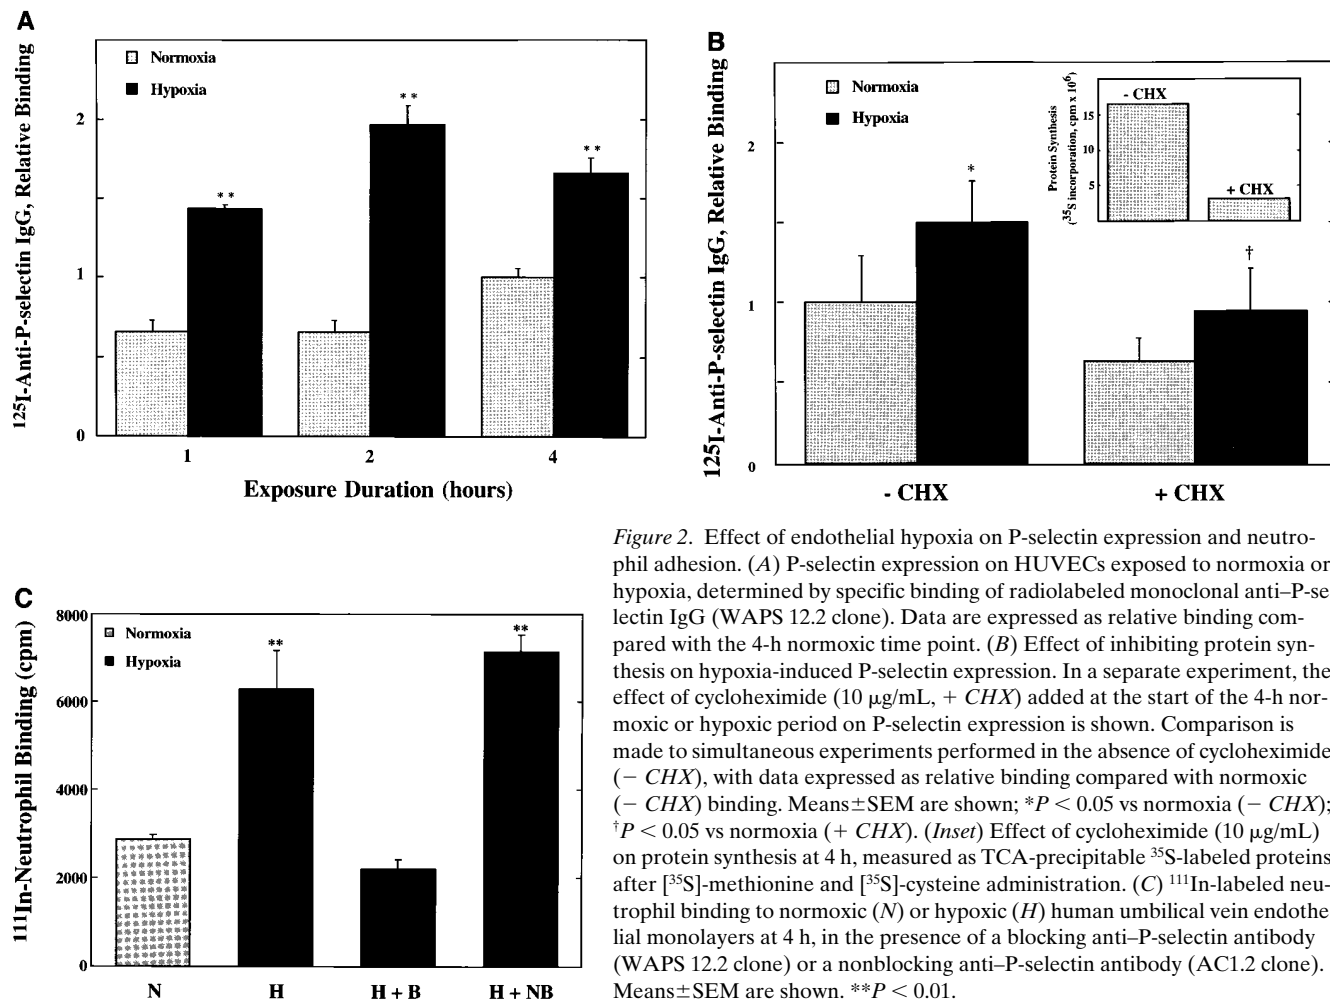 A
125I-Anti-P-selectin IgG, Relative Binding
Normoxia
Hypoxia
2
1
0
**
**
**
1 2 4
Exposure Duration (hours)
B
125I-Anti-P-selectin IgG, Relative Binding
Normoxia
Hypoxia
2
1
0
*
†
- CHX + CHX
Protein Synthesis
(35S incorporation, cpm x 10⁶)
15
10
5
- CHX
+ CHX
C
111In-Neutrophil Binding (cpm)
Normoxia
Hypoxia
8000
6000
4000
2000
0
**
**
N H H + B H + NB
Figure 2. Effect of endothelial hypoxia on P-selectin expression and neutro-
phil adhesion. (A) P-selectin expression on HUVECs exposed to normoxia or
hypoxia, determined by specific binding of radiolabeled monoclonal anti–P-se-
lectin IgG (WAPS 12.2 clone). Data are expressed as relative binding com-
pared with the 4-h normoxic time point. (B) Effect of inhibiting protein syn-
thesis on hypoxia-induced P-selectin expression. In a separate experiment, the
effect of cycloheximide (10 μg/mL, + CHX) added at the start of the 4-h nor-
moxic or hypoxic period on P-selectin expression is shown. Comparison is
made to simultaneous experiments performed in the absence of cycloheximide
(− CHX), with data expressed as relative binding compared with normoxic
(− CHX) binding. Means±SEM are shown; *P < 0.05 vs normoxia (− CHX);
†P < 0.05 vs normoxia (+ CHX). (Inset) Effect of cycloheximide (10 μg/mL)
on protein synthesis at 4 h, measured as TCA-precipitable 35S-labeled proteins
after [35S]-methionine and [35S]-cysteine administration. (C) 111In-labeled neu-
trophil binding to normoxic (N) or hypoxic (H) human umbilical vein endothe-
lial monolayers at 4 h, in the presence of a blocking anti–P-selectin antibody
(WAPS 12.2 clone) or a nonblocking anti–P-selectin antibody (AC1.2 clone).
Means±SEM are shown. **P < 0.01.